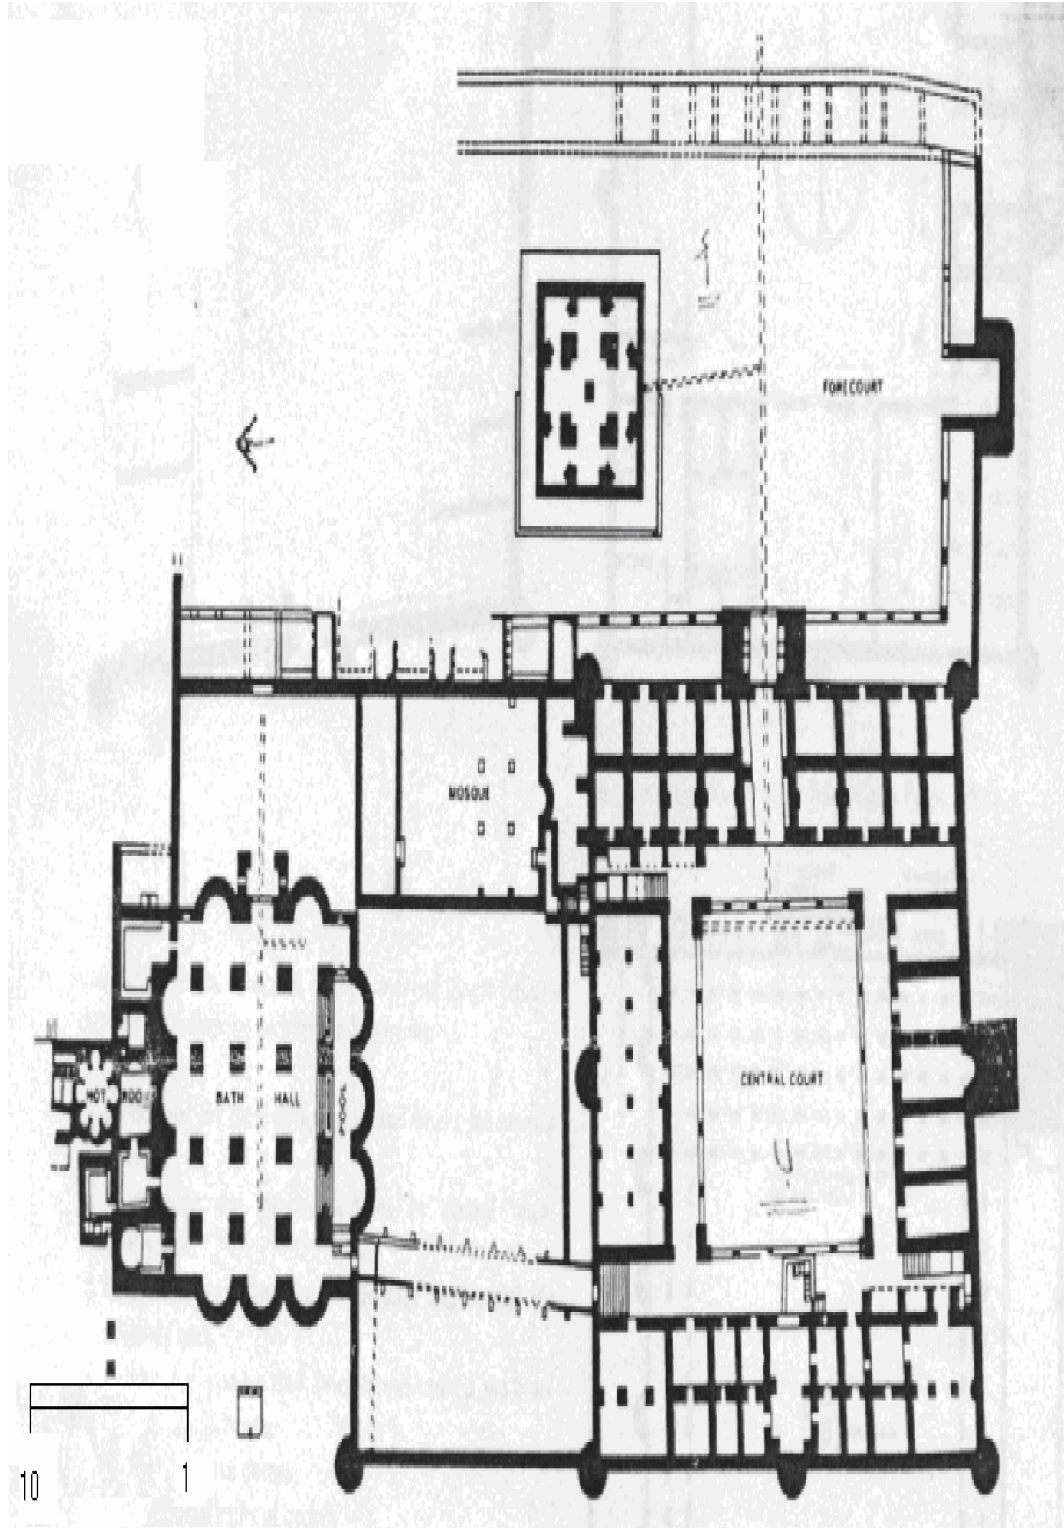 FORECOURT
MOSQUE
CENTRAL COURT
HOT
BATH HALL
POOL
10
1